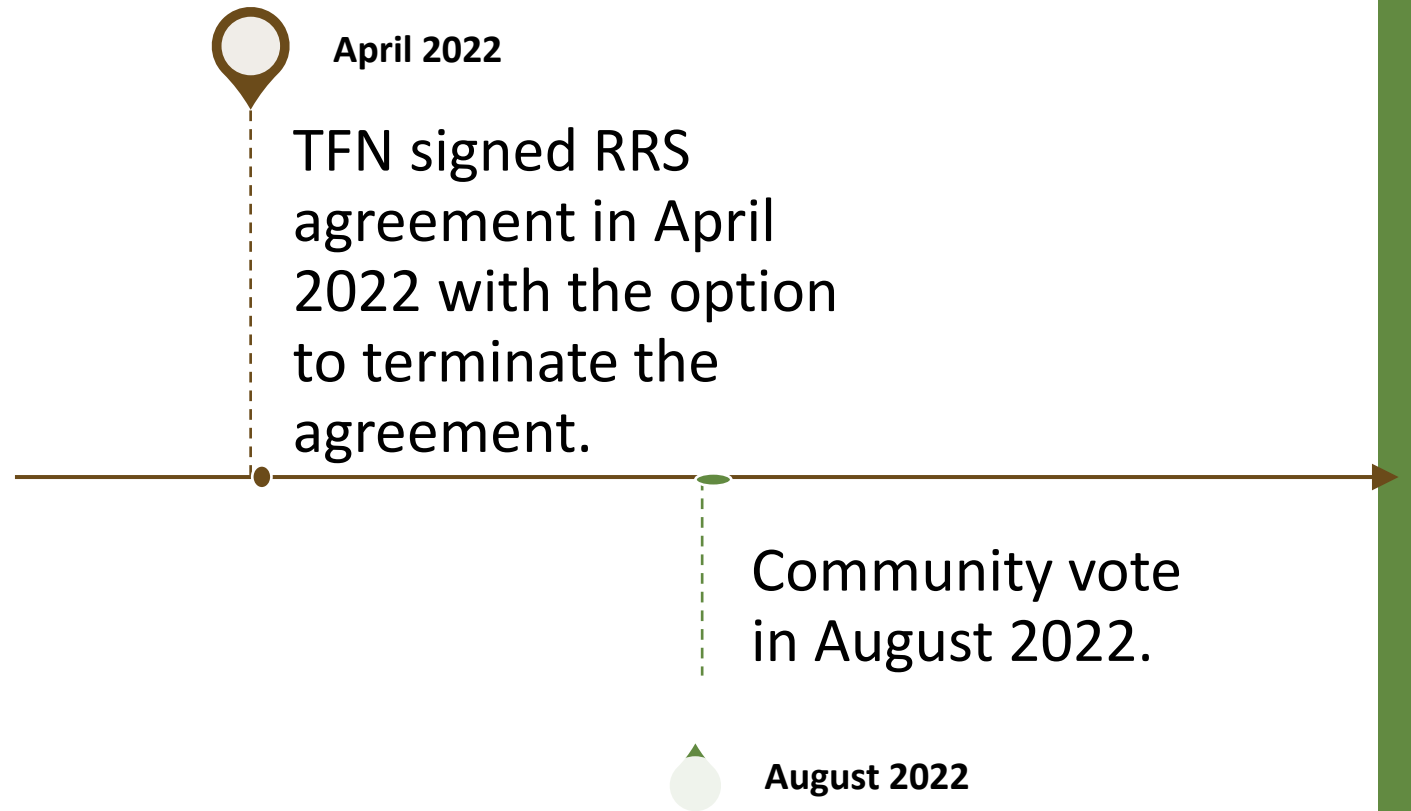 April 2022
TFN signed RRS
agreement in April
2022 with the option
to terminate the
agreement.
Community vote
in August 2022.
August 2022